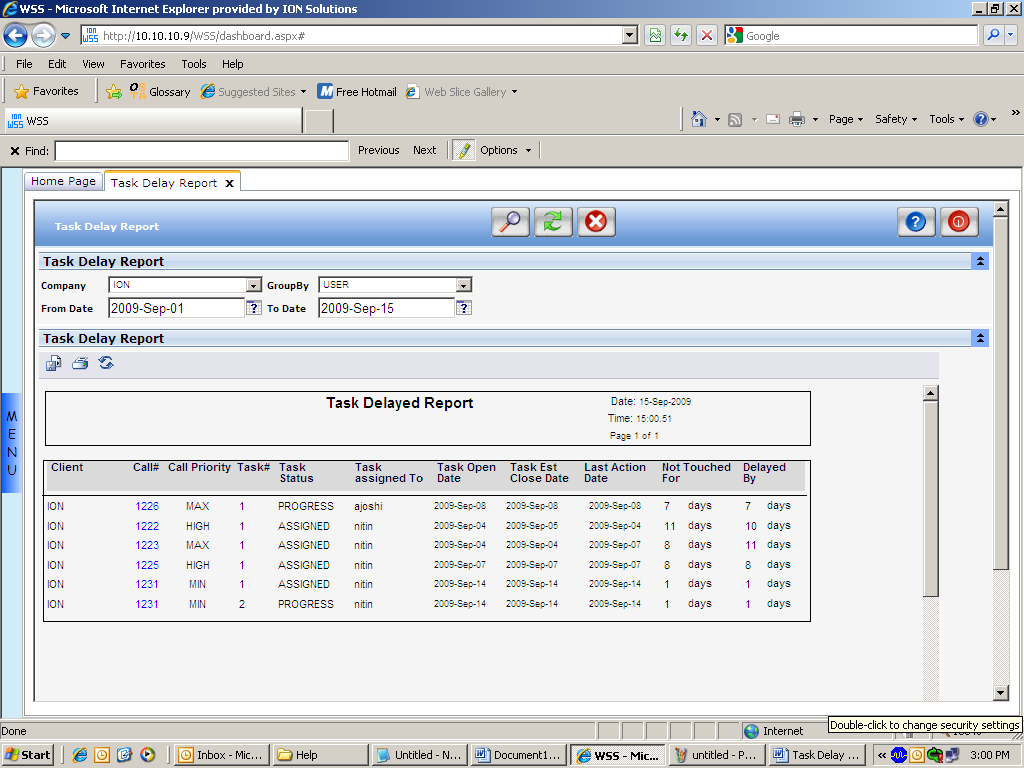 WSS - Microsoft Internet Explorer provided by ION Solutions
ION WSS http://10.10.10.9/WSS/dashboard.aspx# Google
File Edit View Favorites Tools Help
Favorites Glossary Suggested Sites Free Hotmail Web Slice Gallery
ION WSS WSS Page Safety Tools »
Find: Previous Next Options
Home Page Task Delay Report x
Task Delay Report
Task Delay Report
Company ION GroupBy USER
From Date 2009-Sep-01 ? To Date 2009-Sep-15 ?
Task Delay Report
MENU
Task Delayed Report Date: 15-Sep-2009
Time: 15:00.51
Page 1 of 1
Client Call# Call Priority Task# Task Status Task assigned To Task Open Date Task Est Close Date Last Action Date Not Touched For Delayed By
ION 1226 MAX 1 PROGRESS ajoshi 2009-Sep-08 2009-Sep-08 2009-Sep-08 7 days 7 days
ION 1222 HIGH 1 ASSIGNED nitin 2009-Sep-04 2009-Sep-05 2009-Sep-04 11 days 10 days
ION 1223 MAX 1 ASSIGNED nitin 2009-Sep-04 2009-Sep-04 2009-Sep-07 8 days 11 days
ION 1225 HIGH 1 ASSIGNED nitin 2009-Sep-07 2009-Sep-07 2009-Sep-07 8 days 8 days
ION 1231 MIN 1 ASSIGNED nitin 2009-Sep-14 2009-Sep-14 2009-Sep-14 1 days 1 days
ION 1231 MIN 2 PROGRESS nitin 2009-Sep-14 2009-Sep-14 2009-Sep-14 1 days 1 days
Done Internet
Double-click to change security settings
Start Inbox - Mic... Help Untitled - N... Document1... WSS - Mic... untitled - P... Task Delay ... « 3:00 PM